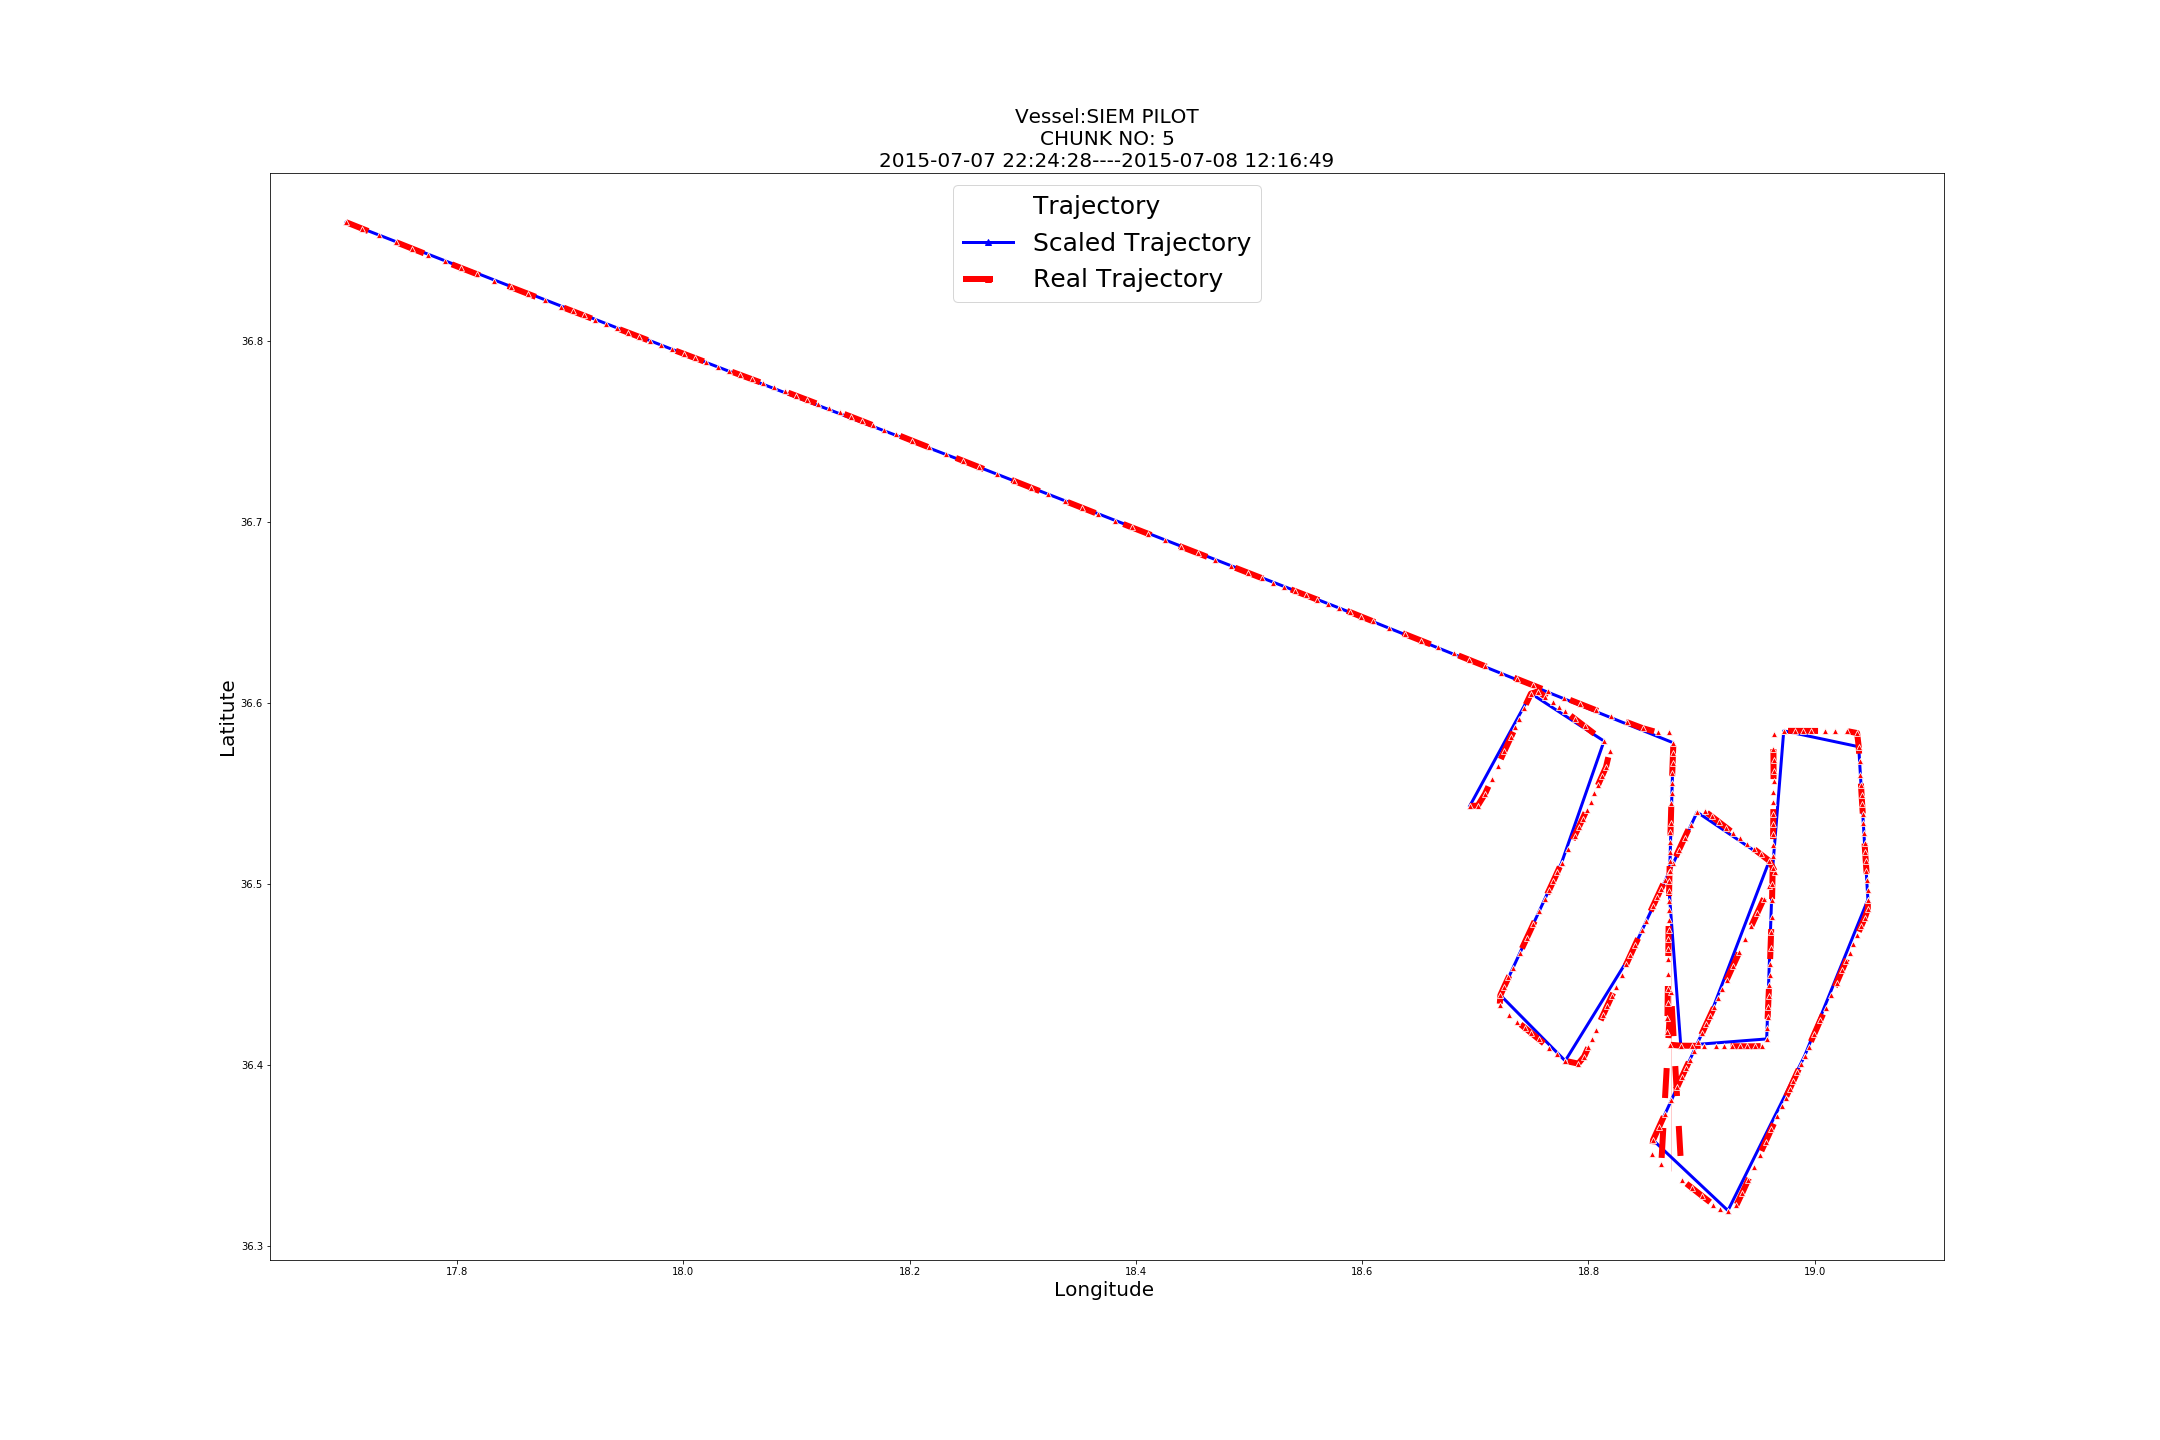 Vessel:SIEM PILOT
CHUNK NO: 5
2015-07-07 22:24:28----2015-07-08 12:16:49
Trajectory
Scaled Trajectory
Real Trajectory
Latitute
36.8
36.7
36.6
36.5
36.4
36.3
17.8 18.0 18.2 18.4 18.6 18.8 19.0
Longitude